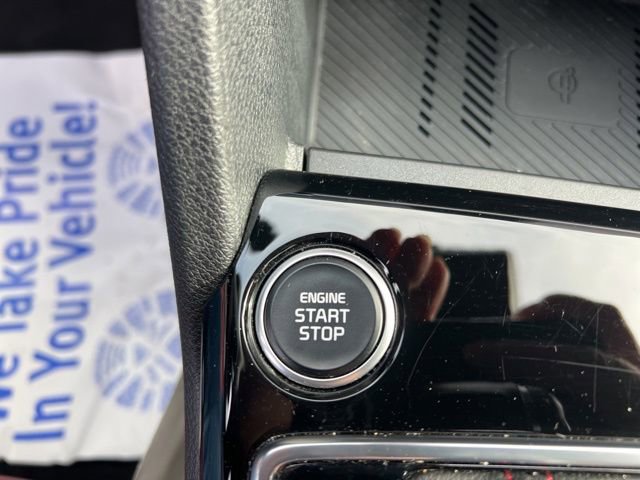 We Take Pride
In Your Vehicle!
ENGINE
START
STOP